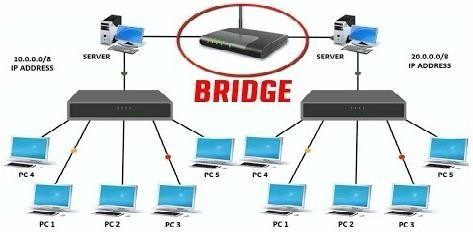 SERVER
SERVER
10.0.0.0/8
IP ADDRESS
20.0.0.0/8
IP ADDRESS
BRIDGE
PC 4
PC 5
PC 4
PC 5
PC 1
PC 2
PC 3
PC 1
PC 2
PC 3